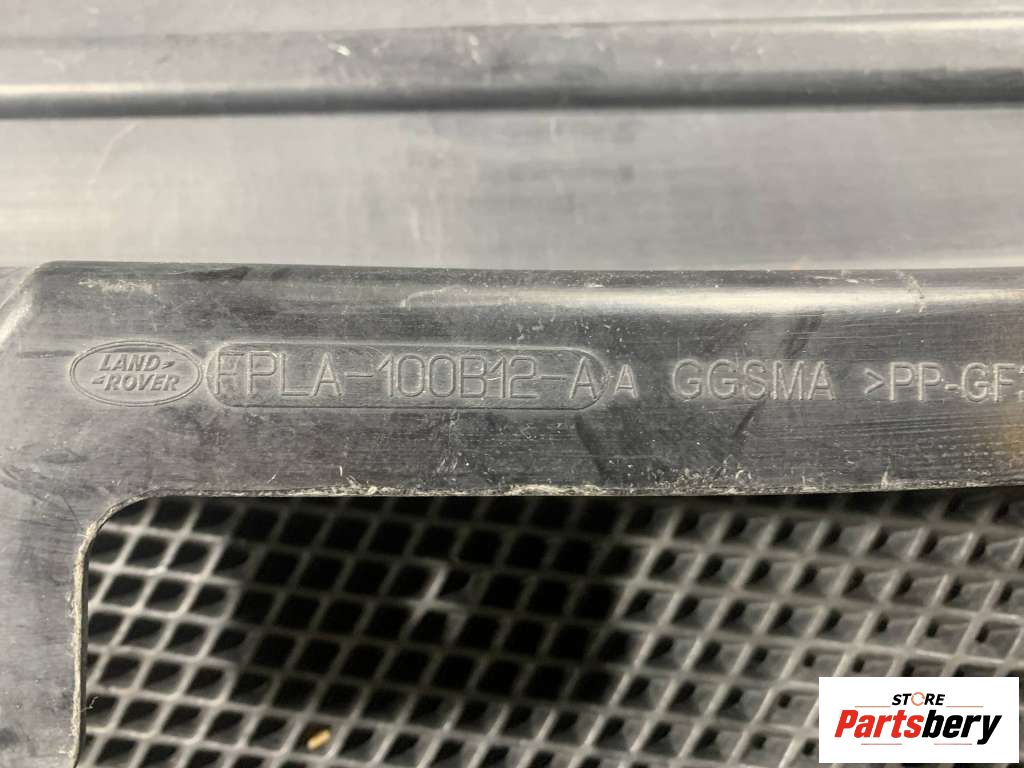 LAND-
-ROVER
FPLA-100B12-A A GGSMA >PP-GF
STORE
Partsbery